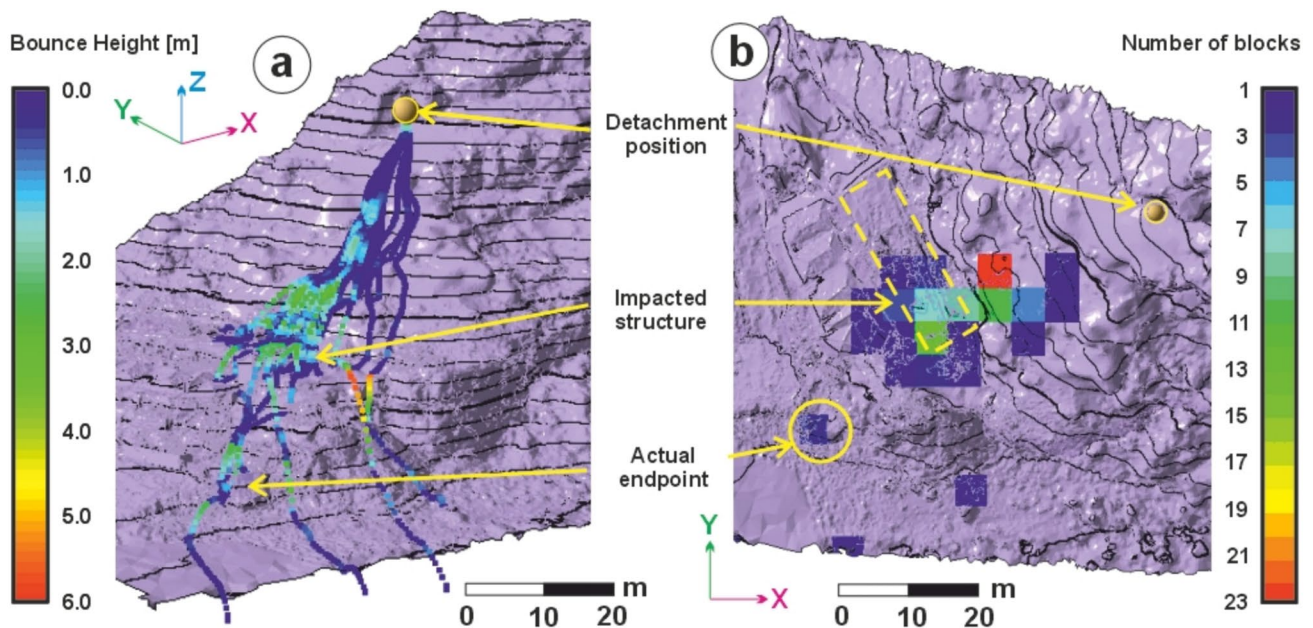 Bounce Height [m]
a
0.0
1.0
2.0
3.0
4.0
5.0
6.0
Z
Y
X
0 10 20 m
Detachment
position
Impacted
structure
Actual
endpoint
b
Y
X
0 10 20 m
Number of blocks
1
3
5
7
9
11
13
15
17
19
21
23